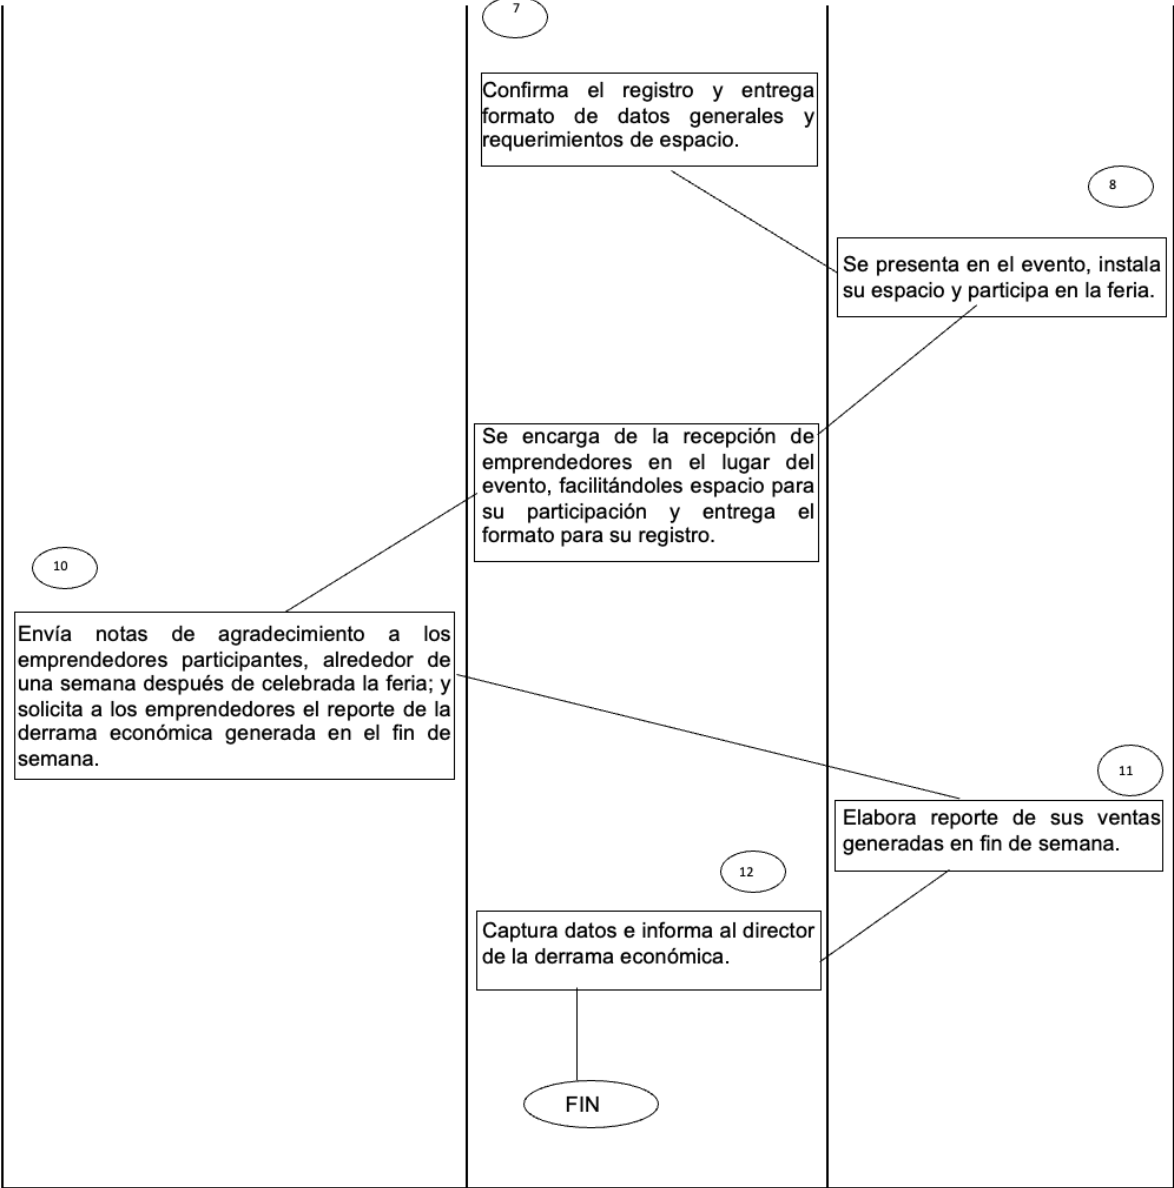 7
Confirma el registro y entrega
formato de datos generales y
requerimientos de espacio.
8
Se presenta en el evento, instala
su espacio y participa en la feria.
Se encarga de la recepción de
emprendedores en el lugar del
evento, facilitándoles espacio para
su participación y entrega el
formato para su registro.
10
Envía notas de agradecimiento a los
emprendedores participantes, alrededor de
una semana después de celebrada la feria; y
solicita a los emprendedores el reporte de la
derrama económica generada en el fin de
semana.
11
Elabora reporte de sus ventas
generadas en fin de semana.
12
Captura datos e informa al director
de la derrama económica.
FIN